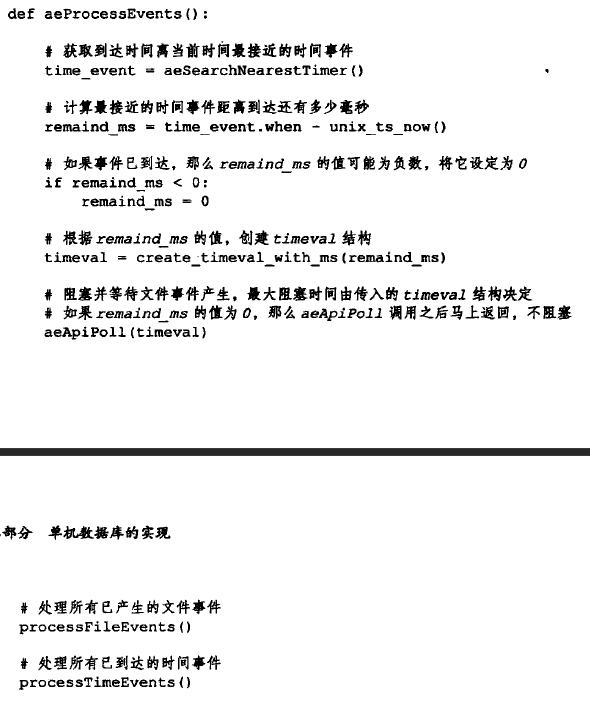 def aeProcessEvents():
# 获取到达时间离当前时间最接近的时间事件
time_event = aeSearchNearestTimer()
# 计算最接近的时间事件距离到达还有多少毫秒
remaind_ms = time_event.when - unix_ts_now()
# 如果事件已到达，那么 remaind_ms 的值可能为负数，将它设定为 0
if remaind_ms < 0:
remaind_ms = 0
# 根据 remaind_ms 的值，创建 timeval 结构
timeval = create_timeval_with_ms(remaind_ms)
# 阻塞并等待文件事件产生，最大阻塞时间由传入的 timeval 结构决定
# 如果 remaind_ms 的值为 0，那么 aeApiPoll 调用之后马上返回，不阻塞
aeApiPoll(timeval)
部分 单机数据库的实现
# 处理所有已产生的文件事件
processFileEvents()
# 处理所有已到达的时间事件
processTimeEvents()